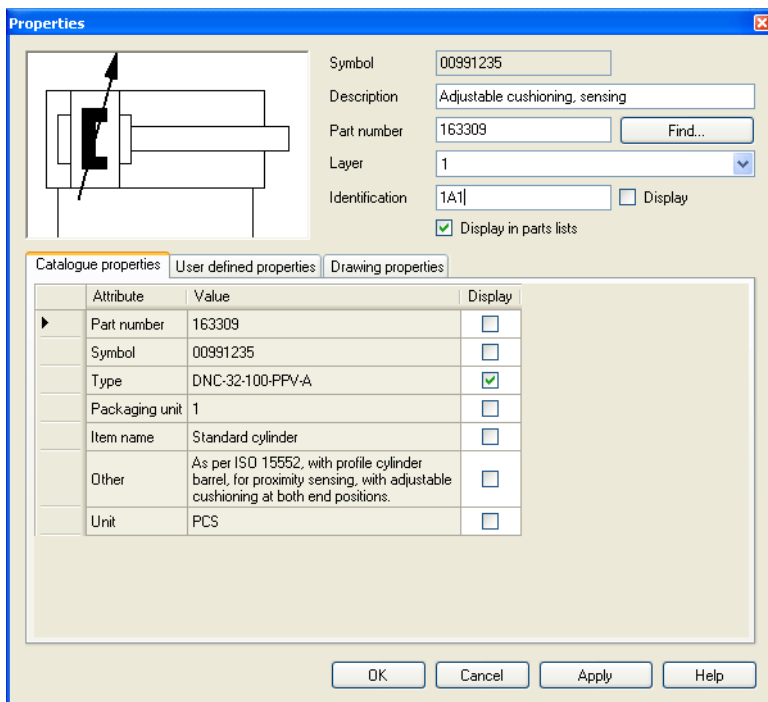 Properties
Symbol 00991235
Description Adjustable cushioning, sensing
Part number 163309 Find...
Layer 1
Identification 1A1 Display
Display in parts lists
Catalogue properties User defined properties Drawing properties
Attribute Value Display
Part number 163309
Symbol 00991235
Type DNC-32-100-PPV-A
Packaging unit 1
Item name Standard cylinder
Other As per ISO 15552, with profile cylinder
barrel, for proximity sensing, with adjustable
cushioning at both end positions.
Unit PCS
OK Cancel Apply Help